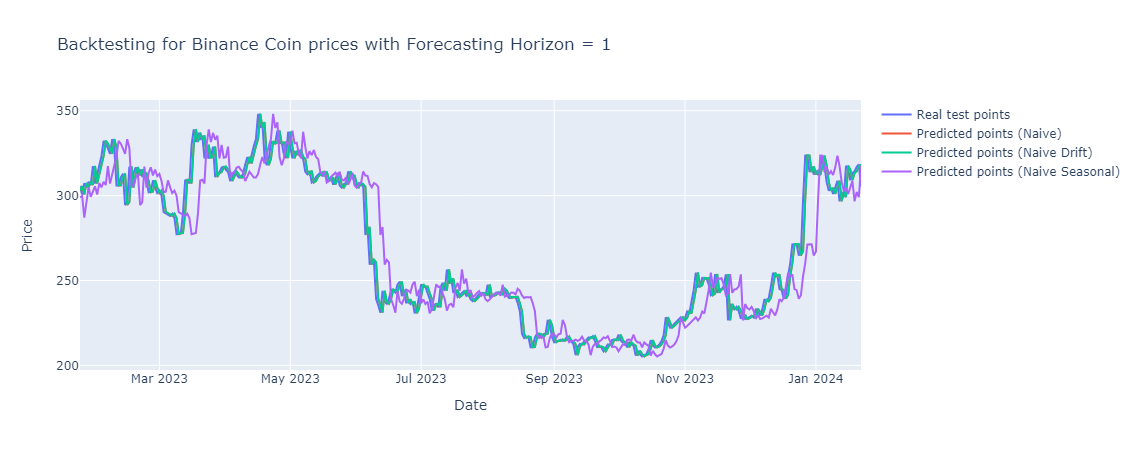 Backtesting for Binance Coin prices with Forecasting Horizon = 1
350
300
250
200
Price
Mar 2023
May 2023
Jul 2023
Sep 2023
Nov 2023
Jan 2024
Date
Real test points
Predicted points (Naive)
Predicted points (Naive Drift)
Predicted points (Naive Seasonal)